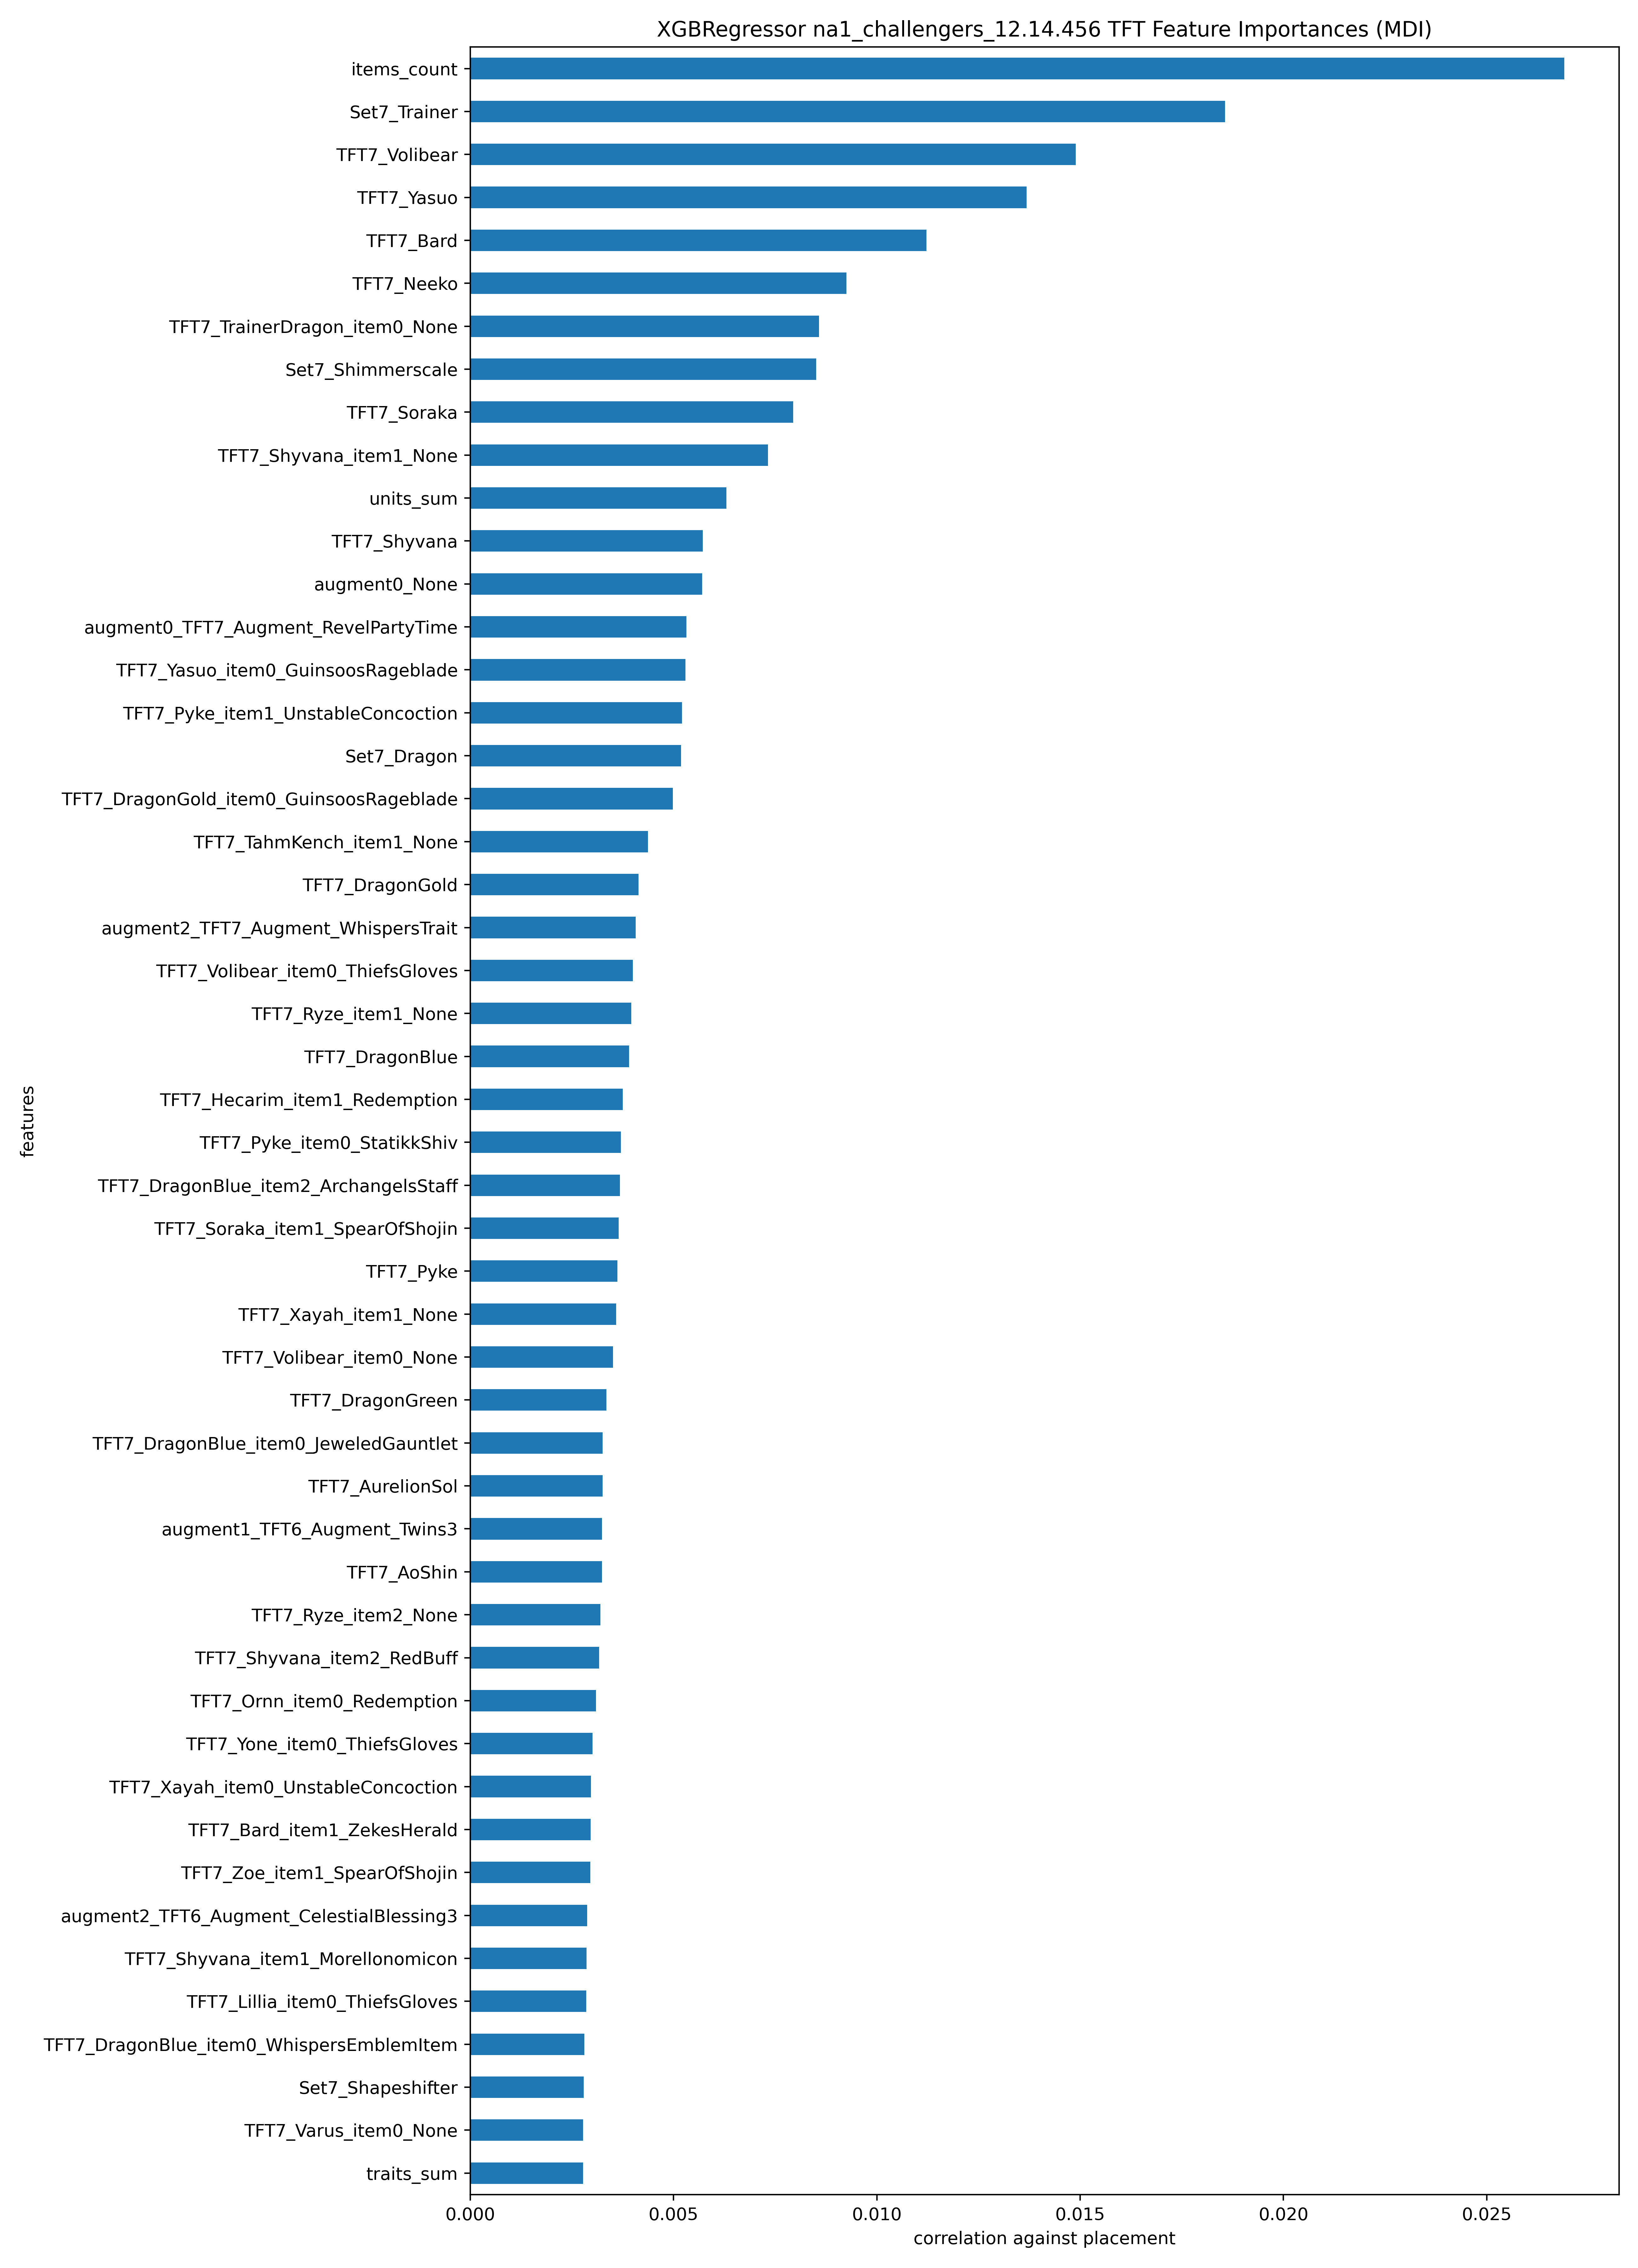 XGBRegressor na1_challengers_12.14.456 TFT Feature Importances (MDI)
items_count
Set7_Trainer
TFT7_Volibear
TFT7_Yasuo
TFT7_Bard
TFT7_Neeko
TFT7_TrainerDragon_item0_None
Set7_Shimmerscale
TFT7_Soraka
TFT7_Shyvana_item1_None
units_sum
TFT7_Shyvana
augment0_None
augment0_TFT7_Augment_RevelPartyTime
TFT7_Yasuo_item0_GuinsoosRageblade
TFT7_Pyke_item1_UnstableConcoction
Set7_Dragon
TFT7_DragonGold_item0_GuinsoosRageblade
TFT7_TahmKench_item1_None
TFT7_DragonGold
augment2_TFT7_Augment_WhispersTrait
TFT7_Volibear_item0_ThiefsGloves
TFT7_Ryze_item1_None
TFT7_DragonBlue
TFT7_Hecarim_item1_Redemption
TFT7_Pyke_item0_StatikkShiv
TFT7_DragonBlue_item2_ArchangelsStaff
TFT7_Soraka_item1_SpearOfShojin
TFT7_Pyke
TFT7_Xayah_item1_None
TFT7_Volibear_item0_None
TFT7_DragonGreen
TFT7_DragonBlue_item0_JeweledGauntlet
TFT7_AurelionSol
augment1_TFT6_Augment_Twins3
TFT7_AoShin
TFT7_Ryze_item2_None
TFT7_Shyvana_item2_RedBuff
TFT7_Ornn_item0_Redemption
TFT7_Yone_item0_ThiefsGloves
TFT7_Xayah_item0_UnstableConcoction
TFT7_Bard_item1_ZekesHerald
TFT7_Zoe_item1_SpearOfShojin
augment2_TFT6_Augment_CelestialBlessing3
TFT7_Shyvana_item1_Morellonomicon
TFT7_Lillia_item0_ThiefsGloves
TFT7_DragonBlue_item0_WhispersEmblemItem
Set7_Shapeshifter
TFT7_Varus_item0_None
traits_sum
features
0.000 0.005 0.010 0.015 0.020 0.025
correlation against placement